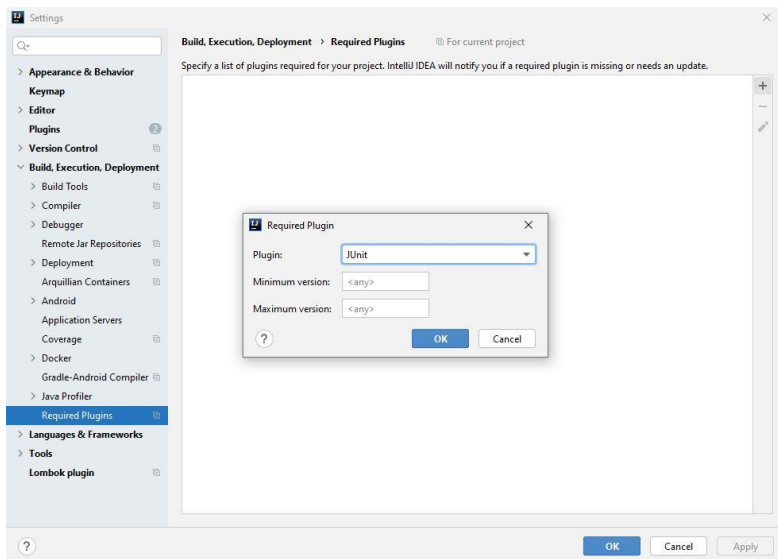 Settings
Build, Execution, Deployment › Required Plugins For current project
Specify a list of plugins required for your project. IntelliJ IDEA will notify you if a required plugin is missing or needs an update.
Appearance & Behavior
Keymap
Editor
Plugins 2
Version Control
Build, Execution, Deployment
Build Tools
Compiler
Debugger
Remote Jar Repositories
Deployment
Arquillian Containers
Android
Application Servers
Coverage
Docker
Gradle-Android Compiler
Java Profiler
Required Plugins
Languages & Frameworks
Tools
Lombok plugin
IJ Required Plugin
Plugin: JUnit
Minimum version: <any>
Maximum version: <any>
? OK Cancel
? OK Cancel Apply